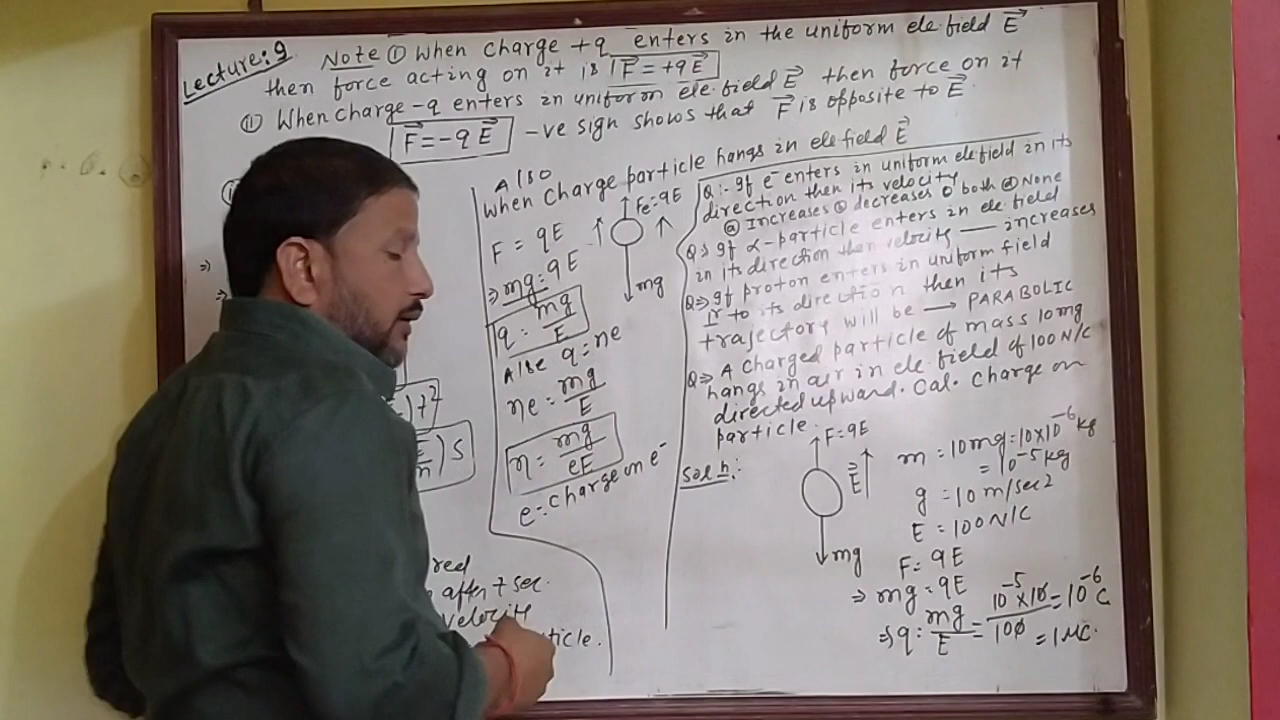 Lecture: 9
Note ① When charge +q enters in the uniform ele. field E⃗
then force acting on it is F⃗ = +qE⃗
② When charge -q enters in uniform ele. field E⃗ then force on it
F⃗ = -qE⃗ -ve sign shows that F⃗ is opposite to E⃗
Also
When charge particle hangs in ele field E⃗
Fe = qE
F = qE
⇒ mg = qE
mg
q = mg/E
Also q = ne
ne = mg/E
n = mg/eE
e = charge on e⁻
)t²
) S
after t sec.
velocity
ticle.
Q :- If e⁻ enters in uniform ele field in its
direction then its velocity
ⓐ Increases ⓑ decreases ⓒ both ⓓ None
Q ⇒ If α-particle enters in ele. field
in its direction then velocity — increases
Q ⇒ If proton enters in uniform field
Ir to its direction then its
trajectory will be → PARABOLIC
Q ⇒ A charged particle of mass 10mg
hangs in air in ele. field of 100 N/C
directed upward. Cal. charge on
particle.
Solⁿ:
F = qE
E⃗
mg
m = 10mg = 10×10⁻⁶ kg
= 10⁻⁵ kg
g = 10 m/sec²
E = 100 N/C
F = qE
⇒ mg = qE
⇒ q = mg/E = 10⁻⁵×10/100 = 10⁻⁶ C
= 1 μC.